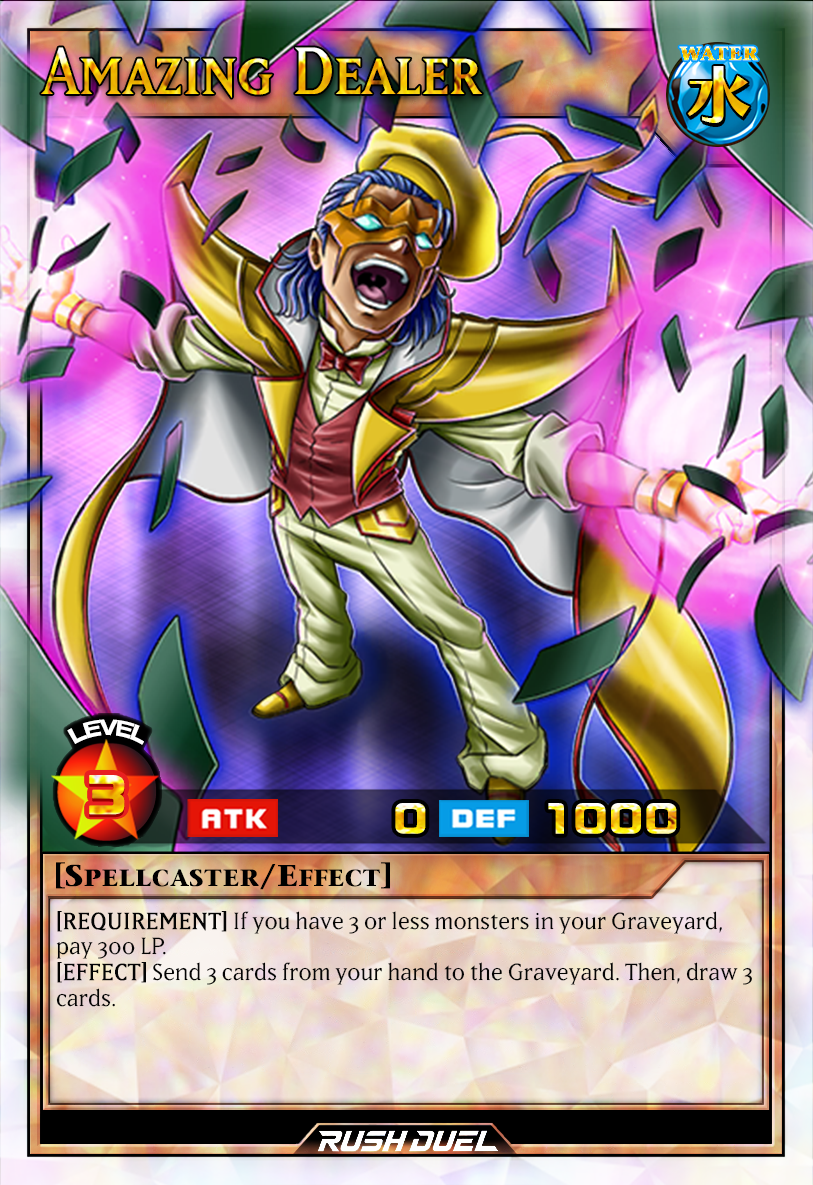 AMAZING DEALER
WATER
水
LEVEL
3
ATK 0 DEF 1000
[SPELLCASTER/EFFECT]
[REQUIREMENT] If you have 3 or less monsters in your Graveyard,
pay 300 LP.
[EFFECT] Send 3 cards from your hand to the Graveyard. Then, draw 3
cards.
RUSH DUEL